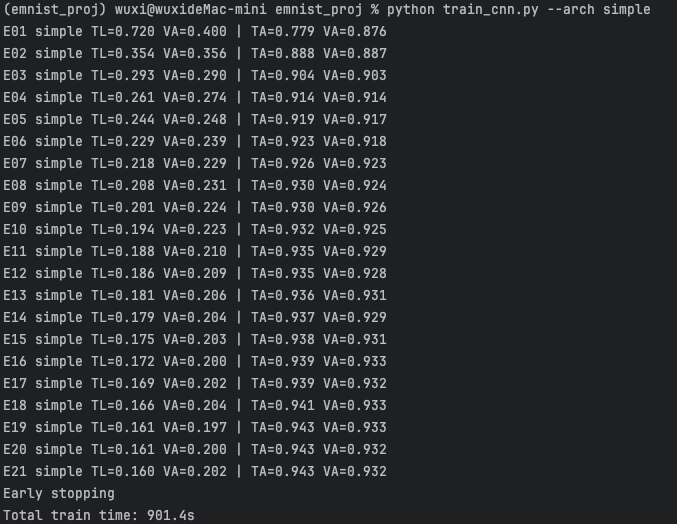 (emnist_proj) wuxi@wuxideMac-mini emnist_proj % python train_cnn.py --arch simple
E01 simple TL=0.720 VA=0.400 | TA=0.779 VA=0.876
E02 simple TL=0.354 VA=0.356 | TA=0.888 VA=0.887
E03 simple TL=0.293 VA=0.290 | TA=0.904 VA=0.903
E04 simple TL=0.261 VA=0.274 | TA=0.914 VA=0.914
E05 simple TL=0.244 VA=0.248 | TA=0.919 VA=0.917
E06 simple TL=0.229 VA=0.239 | TA=0.923 VA=0.918
E07 simple TL=0.218 VA=0.229 | TA=0.926 VA=0.923
E08 simple TL=0.208 VA=0.231 | TA=0.930 VA=0.924
E09 simple TL=0.201 VA=0.224 | TA=0.930 VA=0.926
E10 simple TL=0.194 VA=0.223 | TA=0.932 VA=0.925
E11 simple TL=0.188 VA=0.210 | TA=0.935 VA=0.929
E12 simple TL=0.186 VA=0.209 | TA=0.935 VA=0.928
E13 simple TL=0.181 VA=0.206 | TA=0.936 VA=0.931
E14 simple TL=0.179 VA=0.204 | TA=0.937 VA=0.929
E15 simple TL=0.175 VA=0.203 | TA=0.938 VA=0.931
E16 simple TL=0.172 VA=0.200 | TA=0.939 VA=0.933
E17 simple TL=0.169 VA=0.202 | TA=0.939 VA=0.932
E18 simple TL=0.166 VA=0.204 | TA=0.941 VA=0.933
E19 simple TL=0.161 VA=0.197 | TA=0.943 VA=0.933
E20 simple TL=0.161 VA=0.200 | TA=0.943 VA=0.932
E21 simple TL=0.160 VA=0.202 | TA=0.943 VA=0.932
Early stopping
Total train time: 901.4s